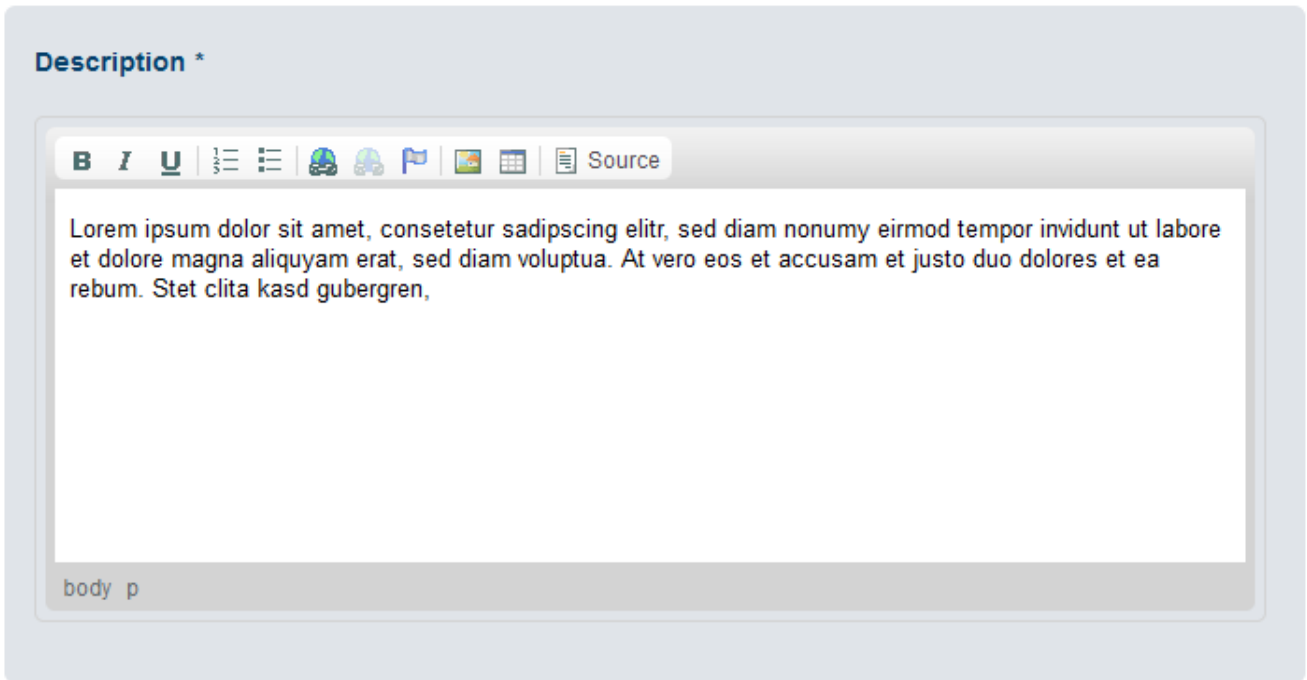 Description *
B I U Source
Lorem ipsum dolor sit amet, consetetur sadipscing elitr, sed diam nonumy eirmod tempor invidunt ut labore
et dolore magna aliquyam erat, sed diam voluptua. At vero eos et accusam et justo duo dolores et ea
rebum. Stet clita kasd gubergren,
body p